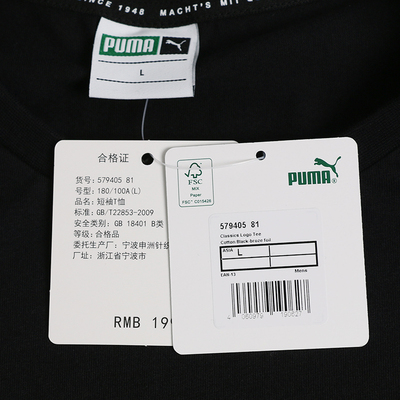 SINCE 1948
MACHT'S MIT
PUMA
L
合格证
货号: 579405 81
号型: 180/100A(L)
品名: 短袖T恤
标准: GB/T22853-2009
安全类别: GB 18401 B类
等级: 合格品
委托生产厂: 宁波申洲针织
厂址: 浙江省宁波市
RMB 199
FSC
MIX
Paper
FSC® C015426
PUMA
579405 81
Classics Logo Tee
Cotton Black-bronze foil
ASIA
L
EAN-13
Mens